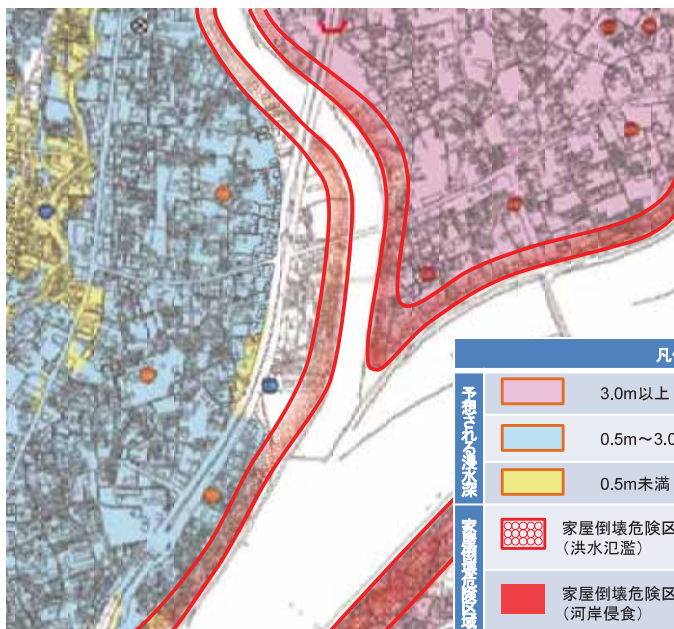 凡
予想される浸水深
3.0m以上
0.5m～3.0
0.5m未満
家屋倒壊危険区域
家屋倒壊危険区
(洪水氾濫)
家屋倒壊危険区
(河岸侵食)